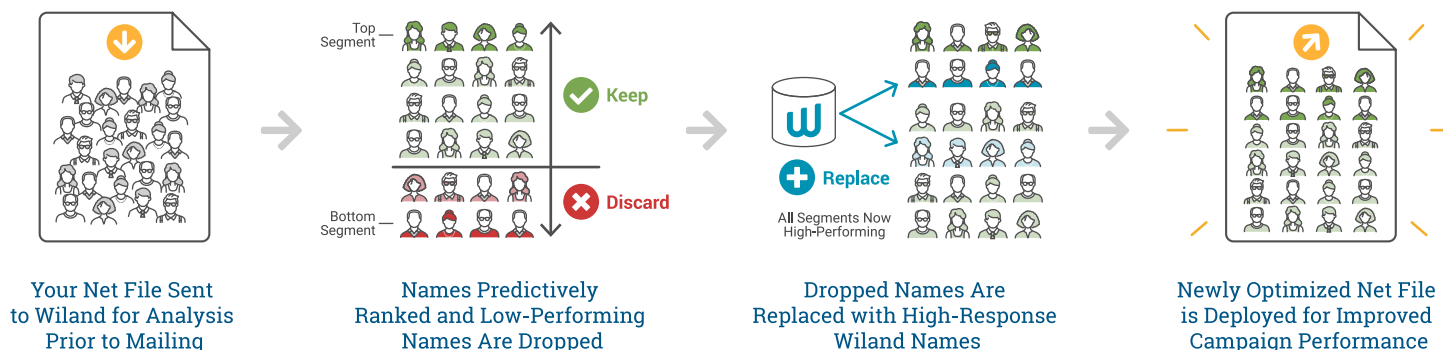 Top
Segment
Keep
Discard
Bottom
Segment
W
Replace
All Segments Now
High-Performing
Your Net File Sent
to Wiland for Analysis
Prior to Mailing
Names Predictively
Ranked and Low-Performing
Names Are Dropped
Dropped Names Are
Replaced with High-Response
Wiland Names
Newly Optimized Net File
is Deployed for Improved
Campaign Performance